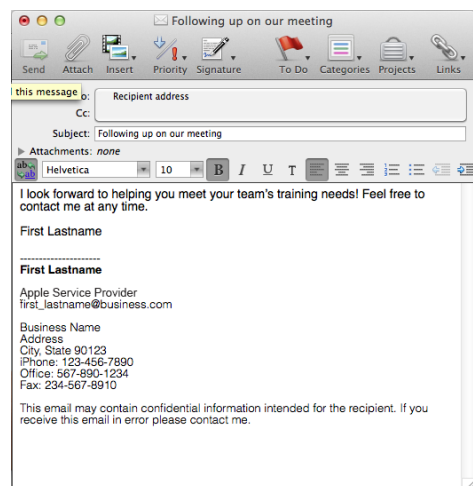 Following up on our meeting
Send Attach Insert Priority Signature To Do Categories Projects Links
this message
o: Recipient address
Cc:
Subject: Following up on our meeting
Attachments: none
Helvetica 10 B I U T
I look forward to helping you meet your team's training needs! Feel free to
contact me at any time.
First Lastname
---------------------
First Lastname
Apple Service Provider
first_lastname@business.com
Business Name
Address
City, State 90123
iPhone: 123-456-7890
Office: 567-890-1234
Fax: 234-567-8910
This email may contain confidential information intended for the recipient. If you
receive this email in error please contact me.